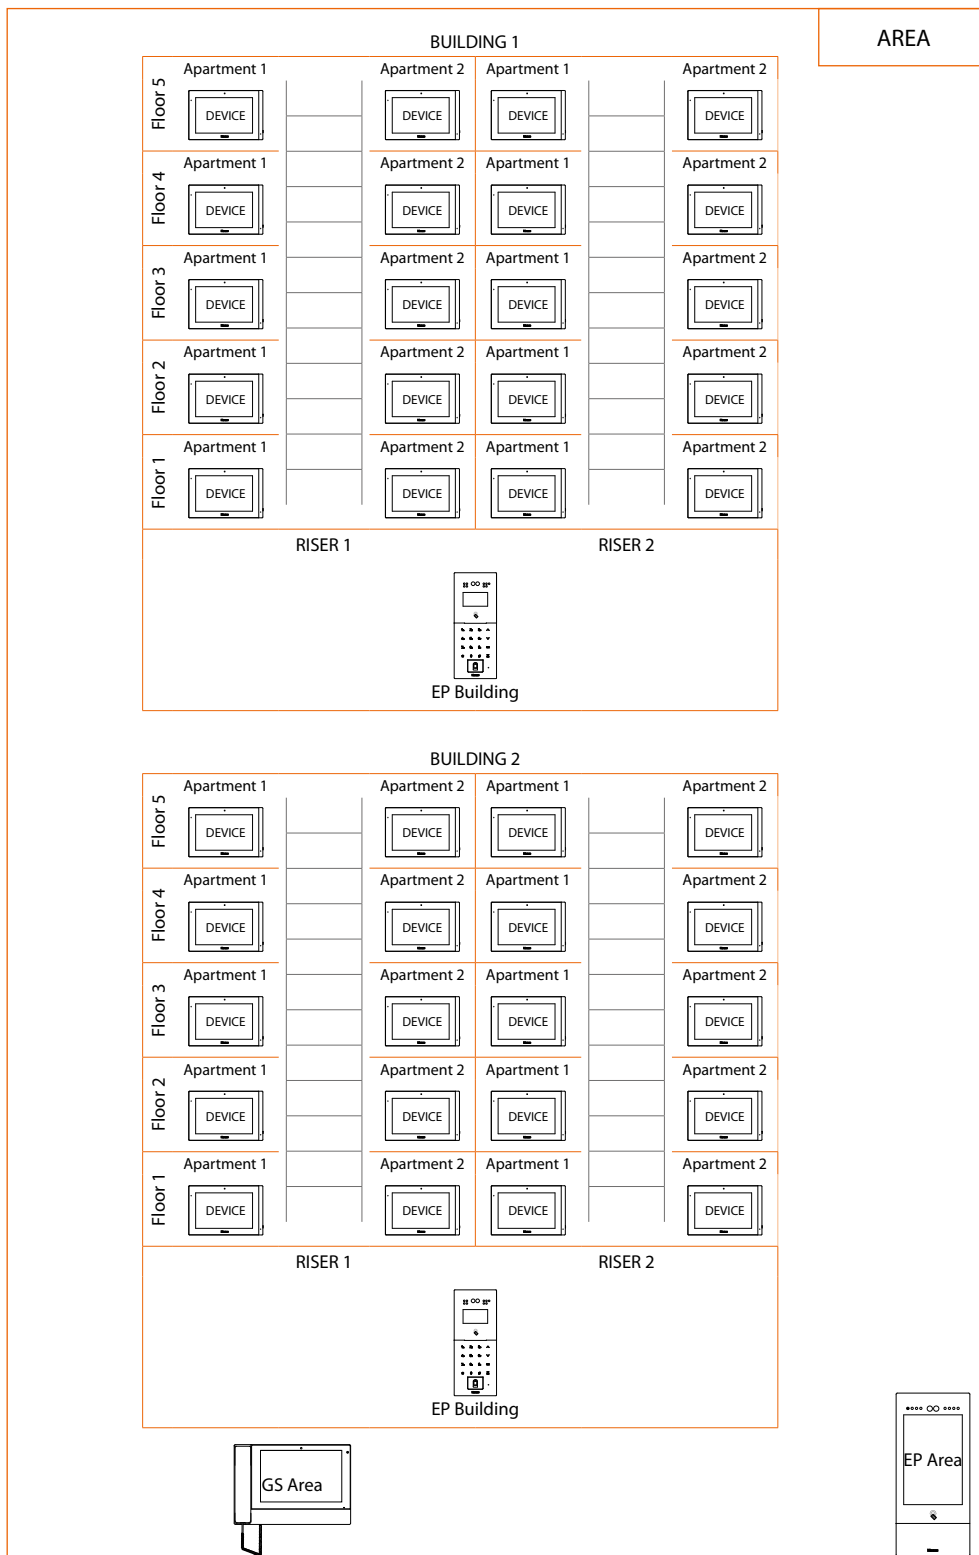 AREA
BUILDING 1
Floor 5
Apartment 1 Apartment 2 Apartment 1 Apartment 2
DEVICE DEVICE DEVICE DEVICE
Floor 4
Apartment 1 Apartment 2 Apartment 1 Apartment 2
DEVICE DEVICE DEVICE DEVICE
Floor 3
Apartment 1 Apartment 2 Apartment 1 Apartment 2
DEVICE DEVICE DEVICE DEVICE
Floor 2
Apartment 1 Apartment 2 Apartment 1 Apartment 2
DEVICE DEVICE DEVICE DEVICE
Floor 1
Apartment 1 Apartment 2 Apartment 1 Apartment 2
DEVICE DEVICE DEVICE DEVICE
RISER 1 RISER 2
EP Building
BUILDING 2
Floor 5
Apartment 1 Apartment 2 Apartment 1 Apartment 2
DEVICE DEVICE DEVICE DEVICE
Floor 4
Apartment 1 Apartment 2 Apartment 1 Apartment 2
DEVICE DEVICE DEVICE DEVICE
Floor 3
Apartment 1 Apartment 2 Apartment 1 Apartment 2
DEVICE DEVICE DEVICE DEVICE
Floor 2
Apartment 1 Apartment 2 Apartment 1 Apartment 2
DEVICE DEVICE DEVICE DEVICE
Floor 1
Apartment 1 Apartment 2 Apartment 1 Apartment 2
DEVICE DEVICE DEVICE DEVICE
RISER 1 RISER 2
EP Building
GS Area
EP Area